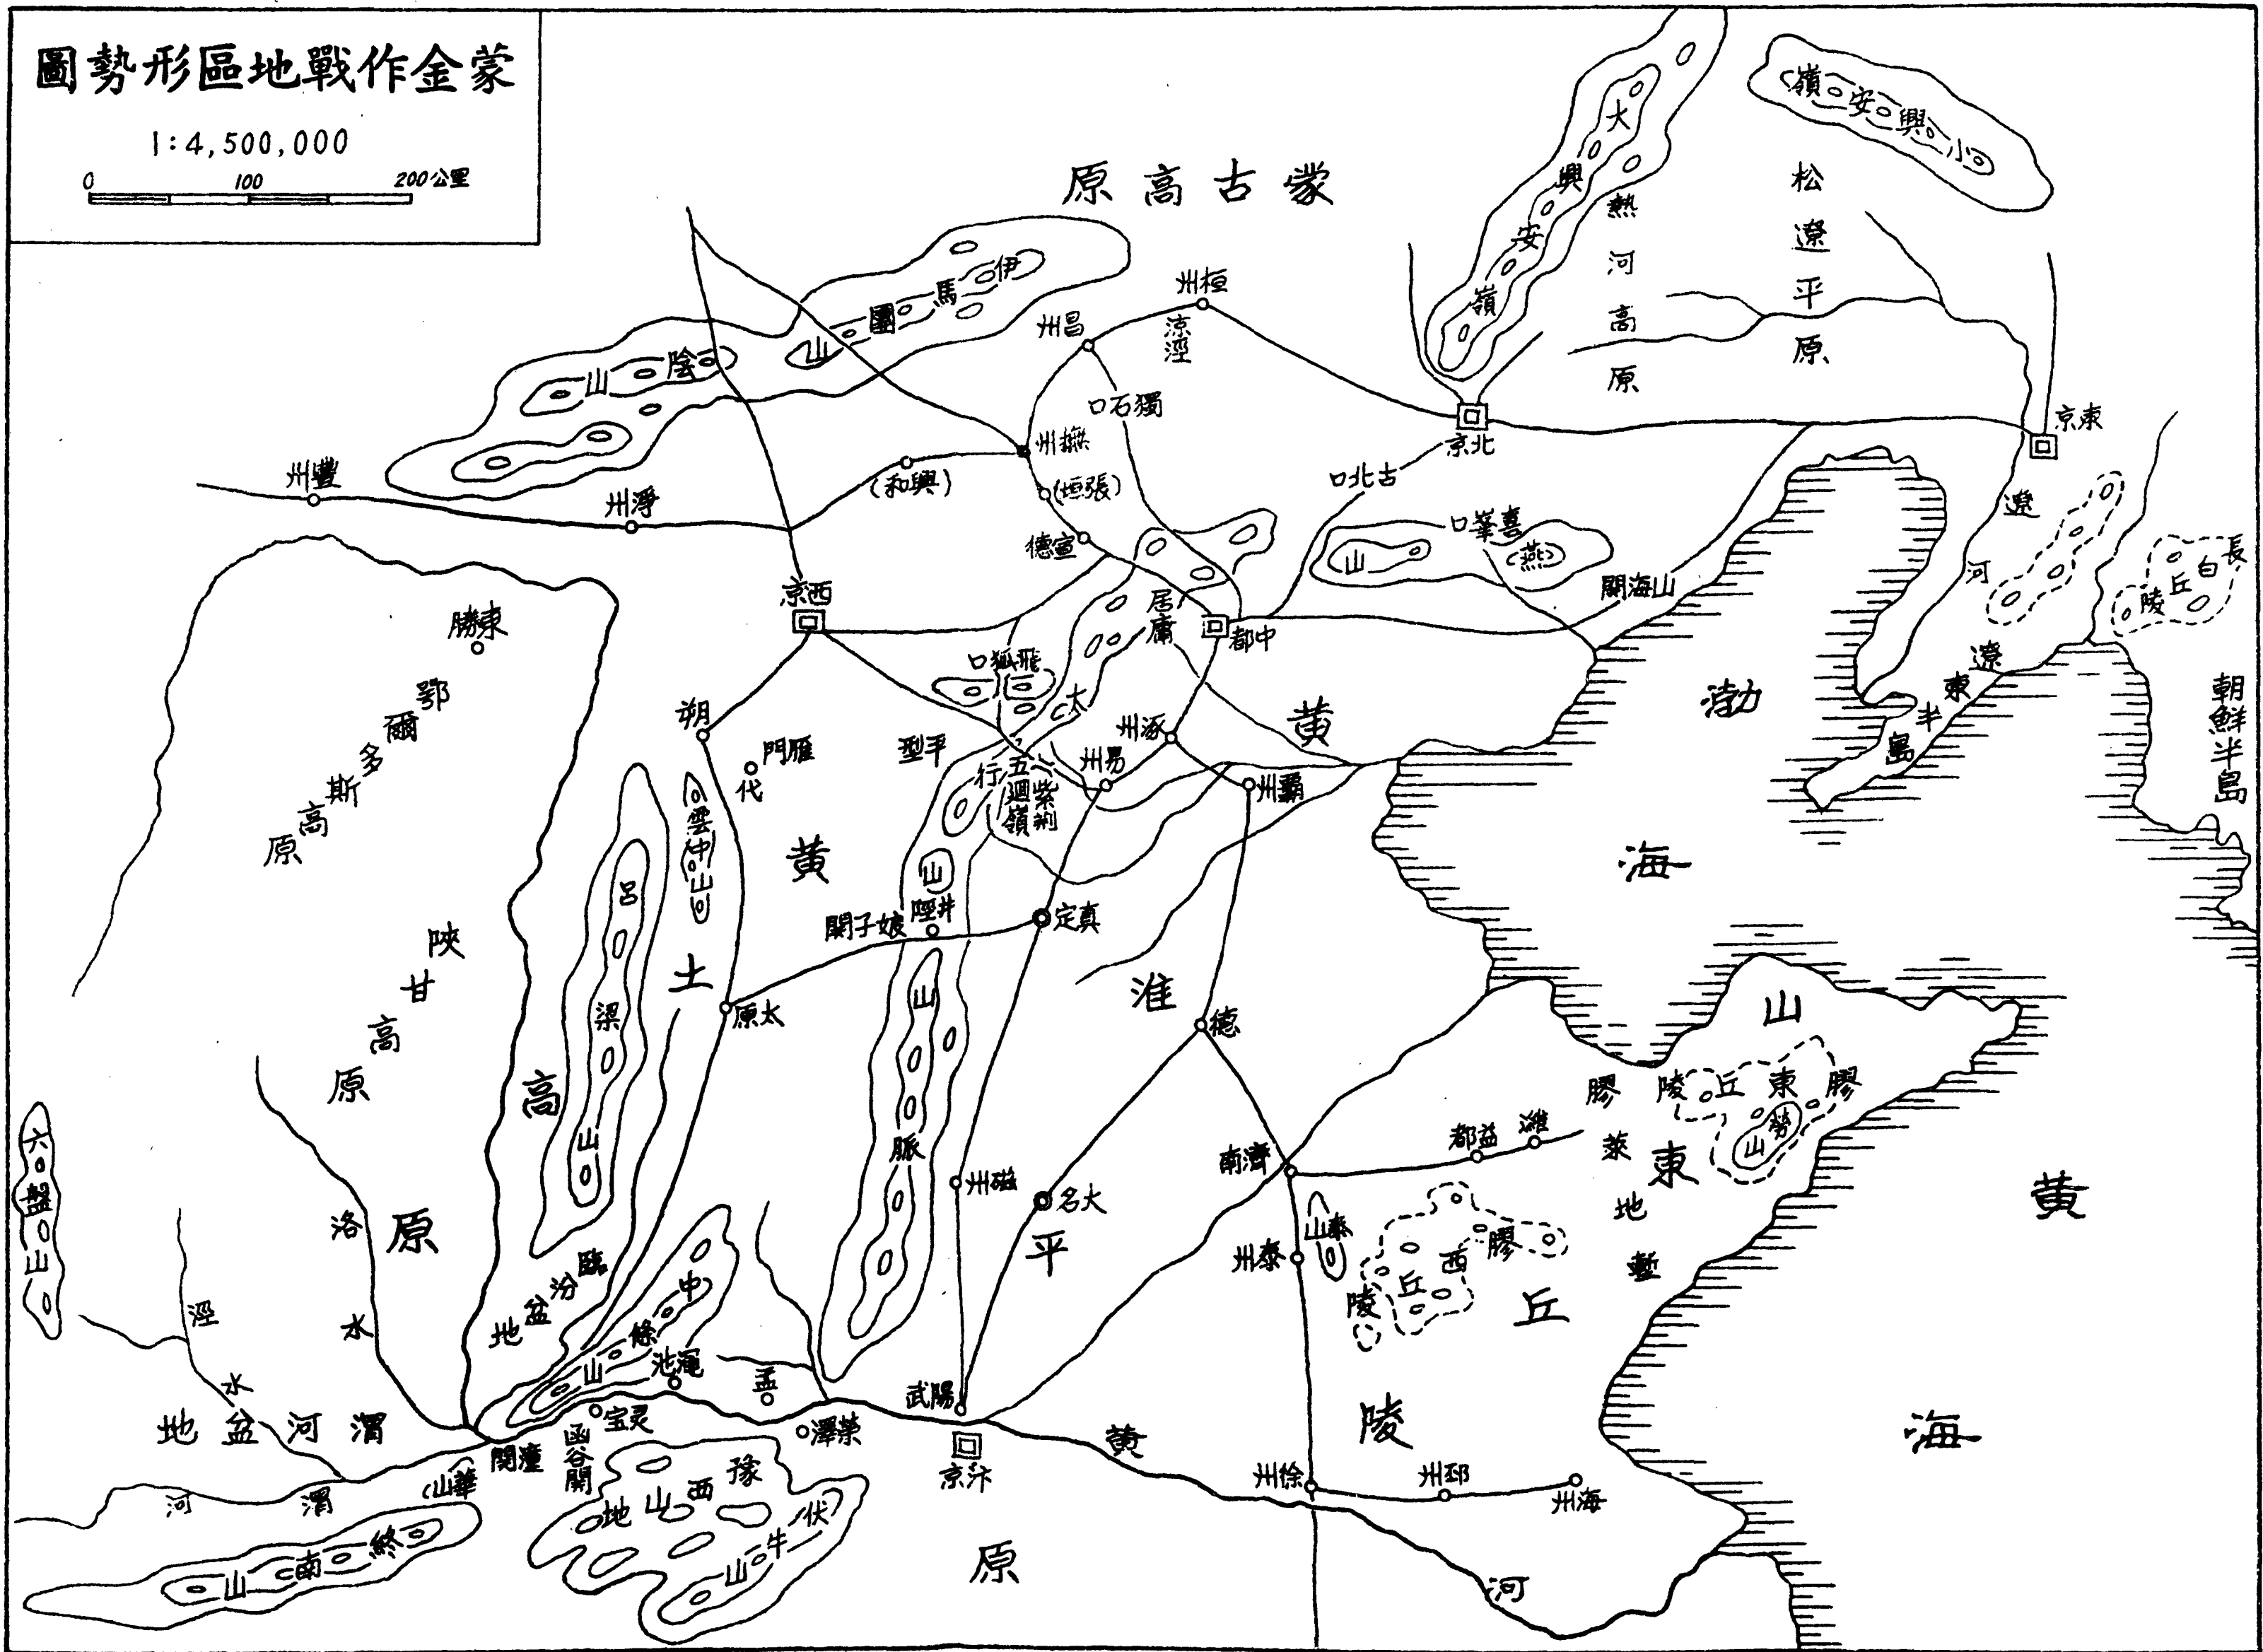 蒙金作戰地區形勢圖
1:4,500,000
0 100 200公里
蒙古高原
大興安嶺
小興安嶺
熱河高原
松遼平原
伊馬圖山
陰山
桓州
涼涇
昌州
獨石口
撫州
(興和)
(張垣)
宣德
淨州
豐州
北京
東京
古北口
喜峯口
燕山
山海關
遼河
長白丘陵
遼東半島
朝鮮半島
渤海
西京
居庸
中都
飛狐口
東勝
鄂爾多斯高原
朔
雁門
代
平型
太行山
五迴嶺
紫荆
易州
涿州
霸州
雲中山
呂梁山
黃土高原
井陘
娘子關
真定
太原
山脈
黃淮平原
德
陝甘高原
六盤山
洛水
涇水
臨汾盆地
中條山
澠池
孟
磁州
大名
濟南
益都
濰
泰山
泰州
膠萊地塹
膠東丘陵
勞山
膠西丘陵
山東丘陵
黃海
武陽
汴京
滎澤
灵宝
函谷關
潼關
華山
渭河盆地
渭河
終南山
豫西山地
伏牛山
徐州
邳州
海州
黃河